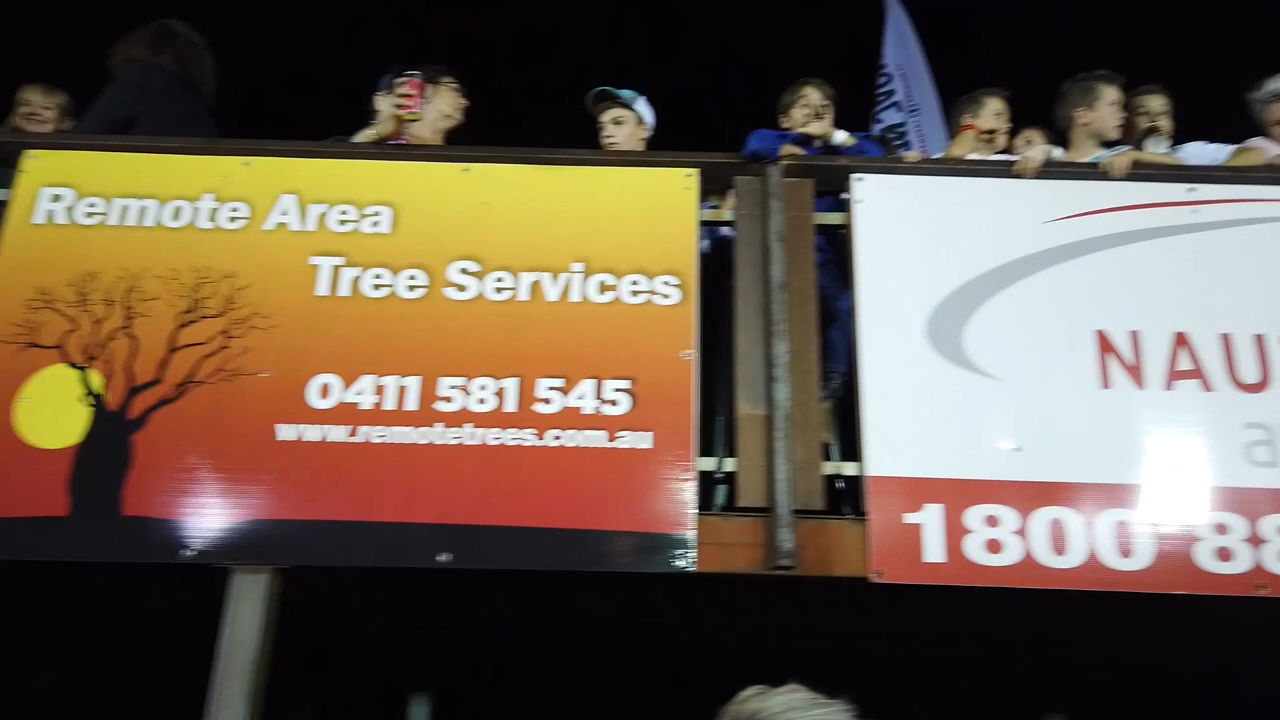 Remote Area
Tree Services
0411 581 545
www.remotetrees.com.au
NAU
a
1800 88